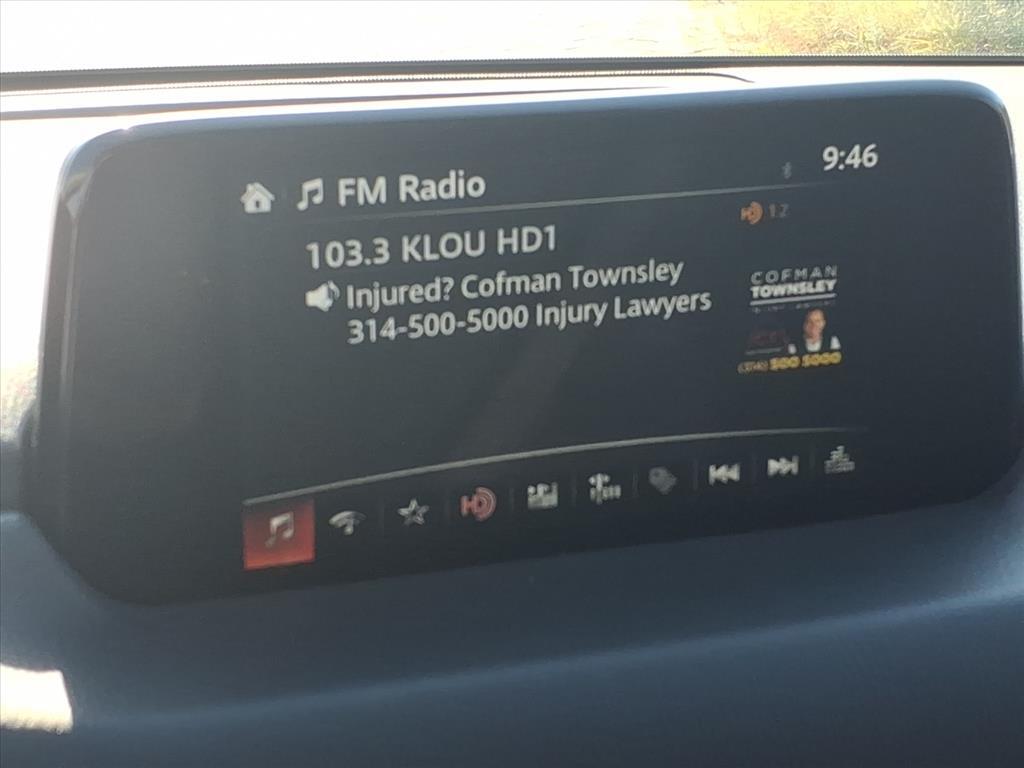 FM Radio
9:46
12
103.3 KLOU HD1
Injured? Cofman Townsley
314-500-5000 Injury Lawyers
COFMAN
TOWNSLEY
(314) 500 5000